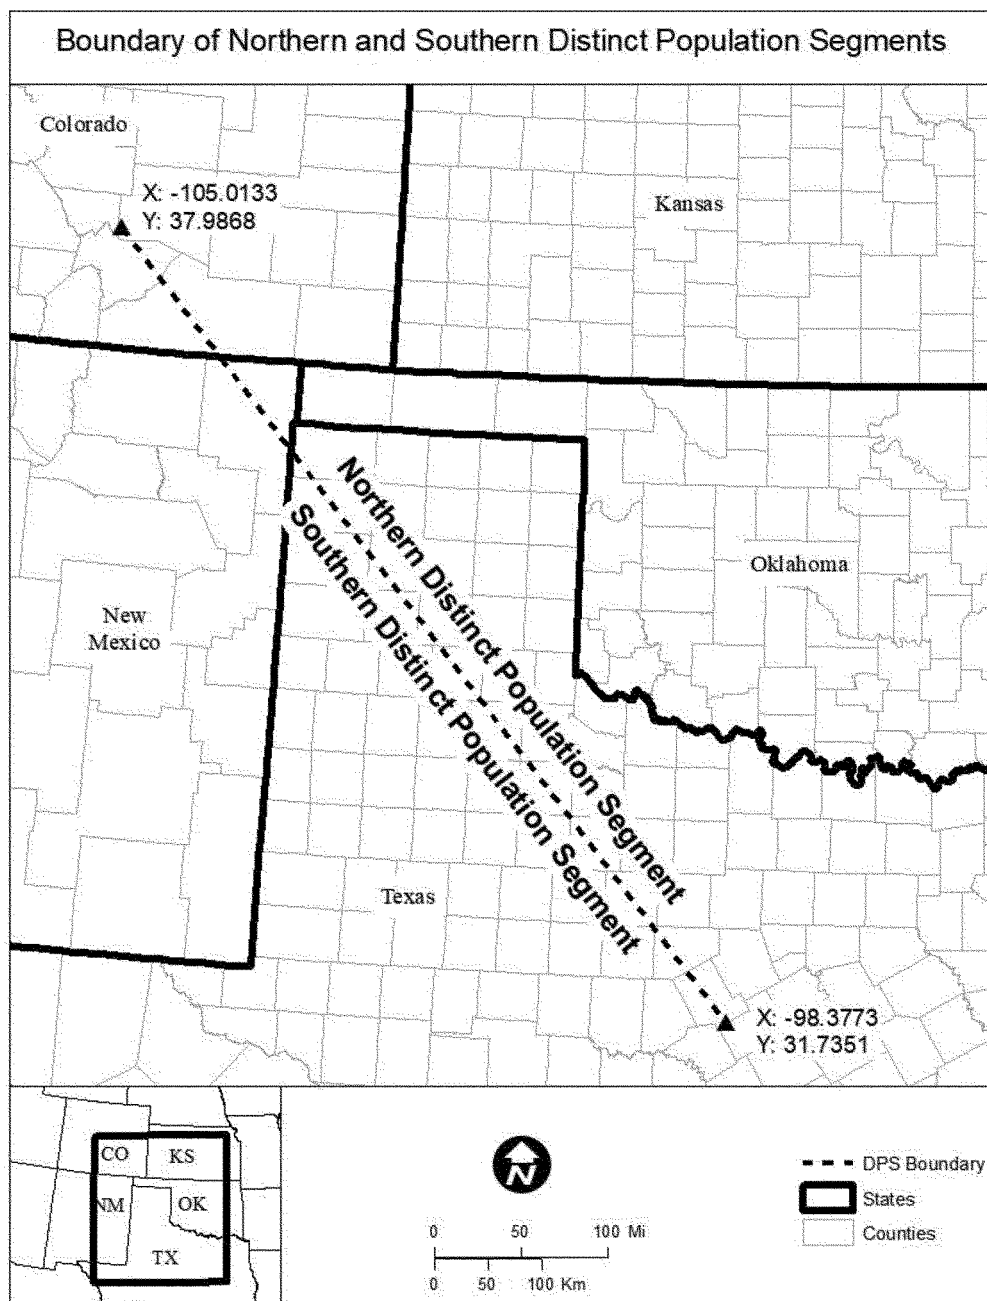 Boundary of Northern and Southern Distinct Population Segments
Colorado
X: -105.0133
Y: 37.9868
Kansas
Northern Distinct Population Segment
Southern Distinct Population Segment
Oklahoma
New
Mexico
Texas
X: -98.3773
Y: 31.7351
CO
KS
NM
OK
TX
N
0 50 100 Mi
0 50 100 Km
DPS Boundary
States
Counties